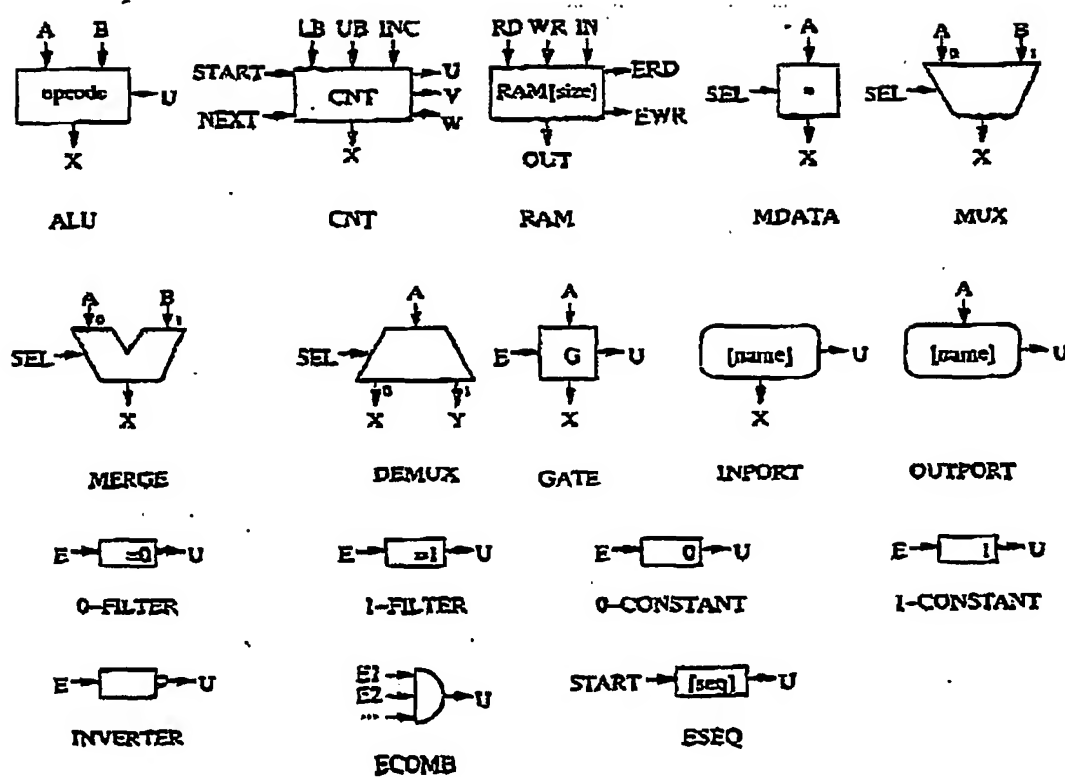 A B LB UB INC RD WR IN A A B
START U ERD 0 1
opcode U CNT V RAM[size] SEL = SEL
NEXT W EWR
X X OUT X X
ALU CNT RAM MDATA MUX
A B A A A
0 1
SEL SEL E G U [name] U [name] U
0 1
X X Y X X
MERGE DEMUX GATE INPORT OUTPORT
E =0 U E =1 U E 0 U E 1 U
0-FILTER 1-FILTER 0-CONSTANT 1-CONSTANT
E U E1 E2 ... U START [seq] U
INVERTER ECOMB ESEQ